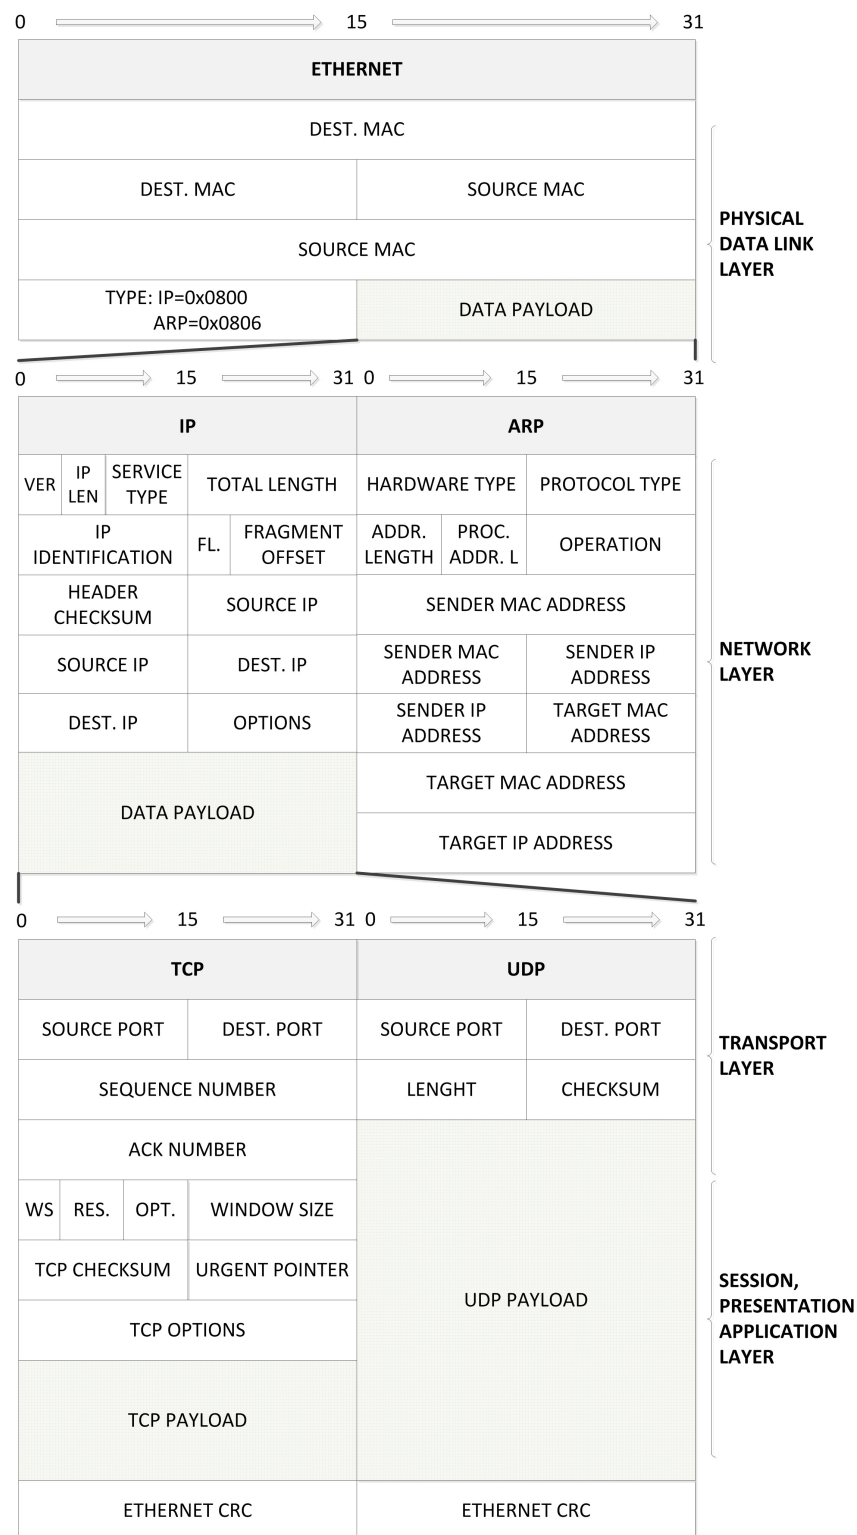 0 15 31
ETHERNET
DEST. MAC
DEST. MAC SOURCE MAC
SOURCE MAC
TYPE: IP=0x0800
ARP=0x0806
DATA PAYLOAD
PHYSICAL
DATA LINK
LAYER
0 15 31 0 15 31
IP ARP
VER
IP
LEN
SERVICE
TYPE
TOTAL LENGTH
HARDWARE TYPE
PROTOCOL TYPE
IP
IDENTIFICATION
FL.
FRAGMENT
OFFSET
ADDR.
LENGTH
PROC.
ADDR. L
OPERATION
HEADER
CHECKSUM
SOURCE IP
SENDER MAC ADDRESS
SOURCE IP
DEST. IP
SENDER MAC
ADDRESS
SENDER IP
ADDRESS
DEST. IP
OPTIONS
SENDER IP
ADDRESS
TARGET MAC
ADDRESS
DATA PAYLOAD
TARGET MAC ADDRESS
TARGET IP ADDRESS
NETWORK
LAYER
0 15 31 0 15 31
TCP UDP
SOURCE PORT DEST. PORT SOURCE PORT DEST. PORT
SEQUENCE NUMBER LENGHT CHECKSUM
ACK NUMBER
TRANSPORT
LAYER
WS RES. OPT. WINDOW SIZE
TCP CHECKSUM URGENT POINTER
UDP PAYLOAD
TCP OPTIONS
TCP PAYLOAD
SESSION,
PRESENTATION
APPLICATION
LAYER
ETHERNET CRC ETHERNET CRC